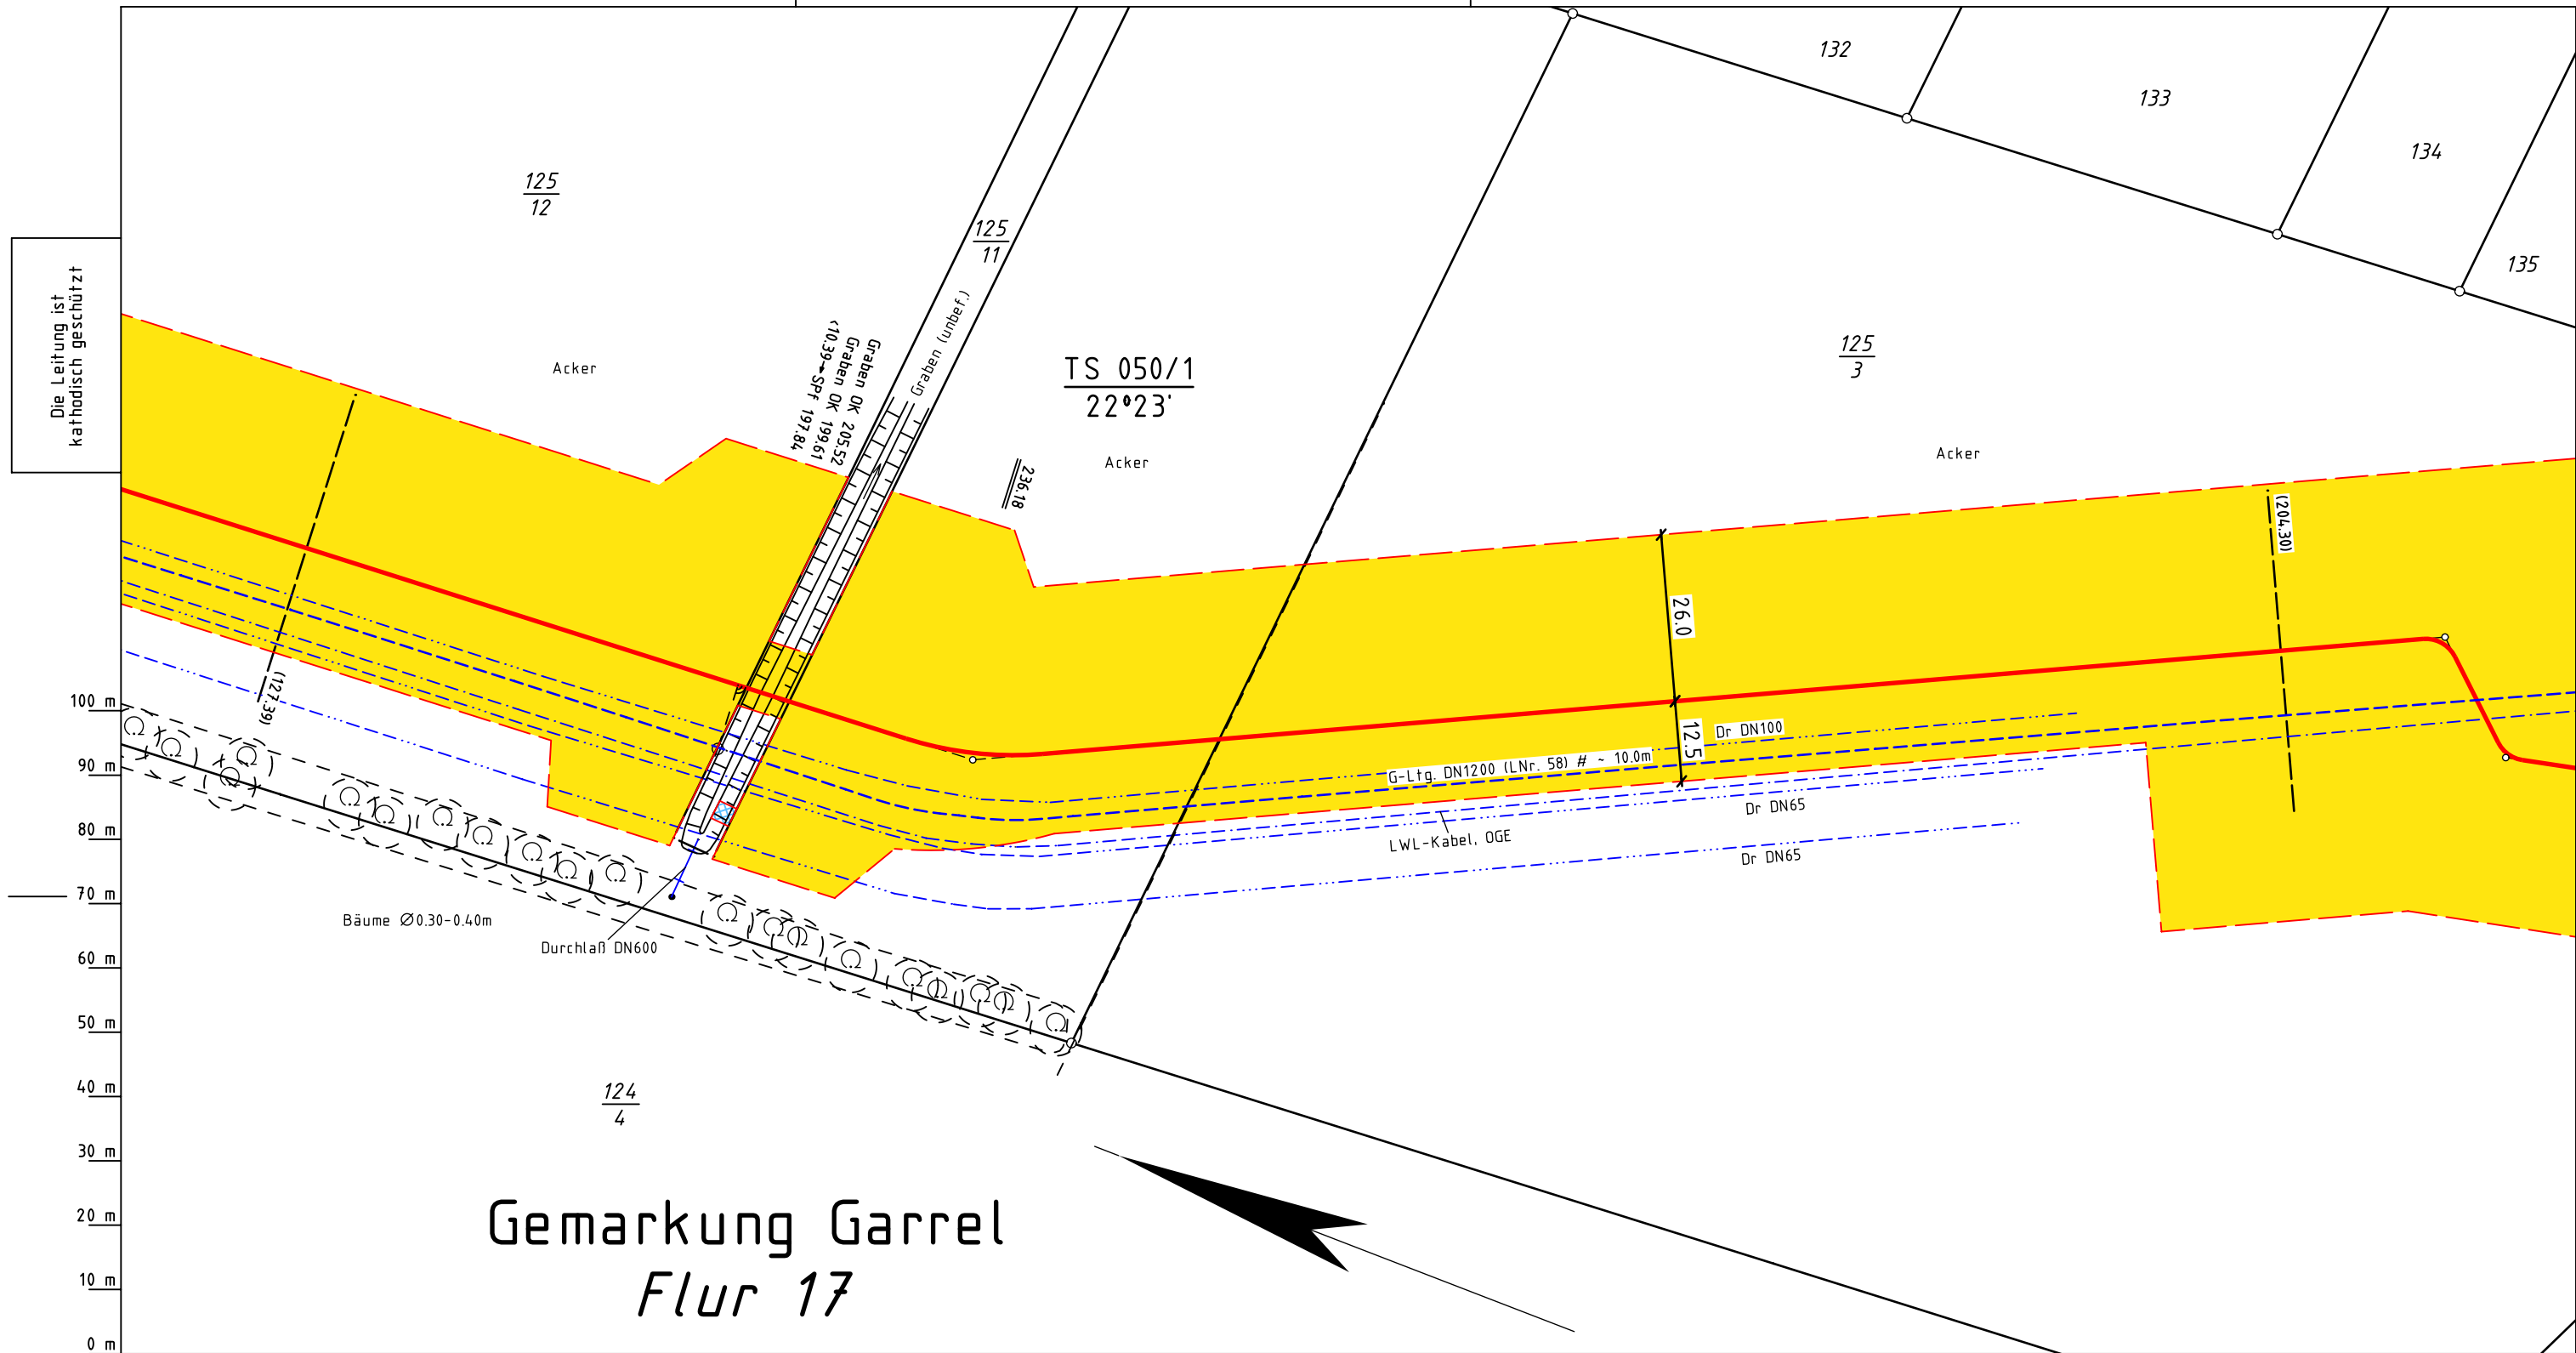 132
133
134
135
125
12
125
11
125
3
Die Leitung ist
kathodisch geschützt
Acker
Graben (unbef.)
Graben OK 205.52
Graben OK 199.61
<10.39 SPf 197.84
TS 050/1
22°23'
Acker
236.18
Acker
(204.30)
26.0
12.5
(127.39)
Dr DN100
G-Ltg. DN1200 (LNr. 58) # ~ 10.0m
Dr DN65
LWL-Kabel, OGE
Dr DN65
Bäume Ø0.30-0.40m
Durchlaß DN600
124
4
100 m
90 m
80 m
70 m
60 m
50 m
40 m
30 m
20 m
10 m
0 m
Gemarkung Garrel
Flur 17